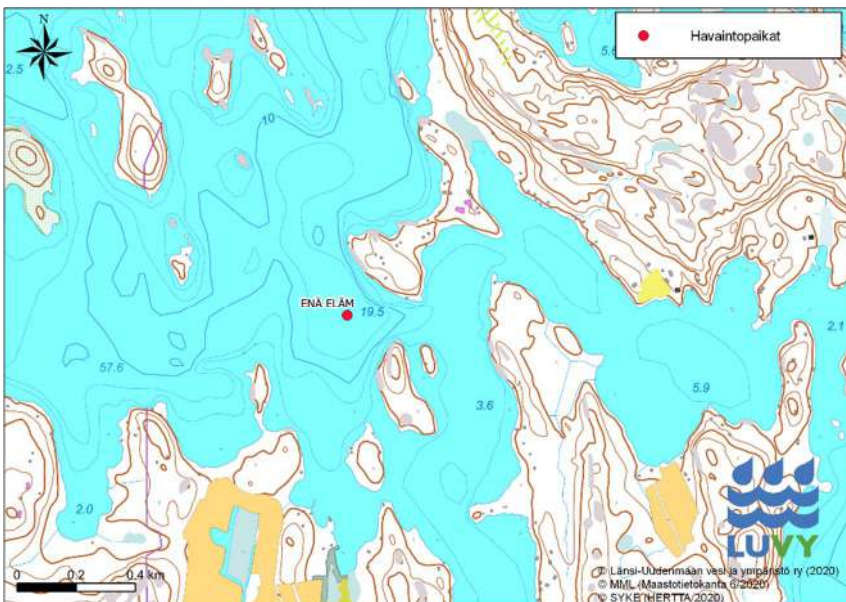 N
Havaintopaikat
2.5
5.6
10
ENÄ ELÄM
19.5
2.1
57.6
5.9
3.6
2.0
LUVY
0 0.2 0.4 km
© Länsi-Uudenmaan vesi ja ympäristö ry (2020)
© MML (Maastotietokanta 6/2020)
© SYKE (HERTTA 2020)